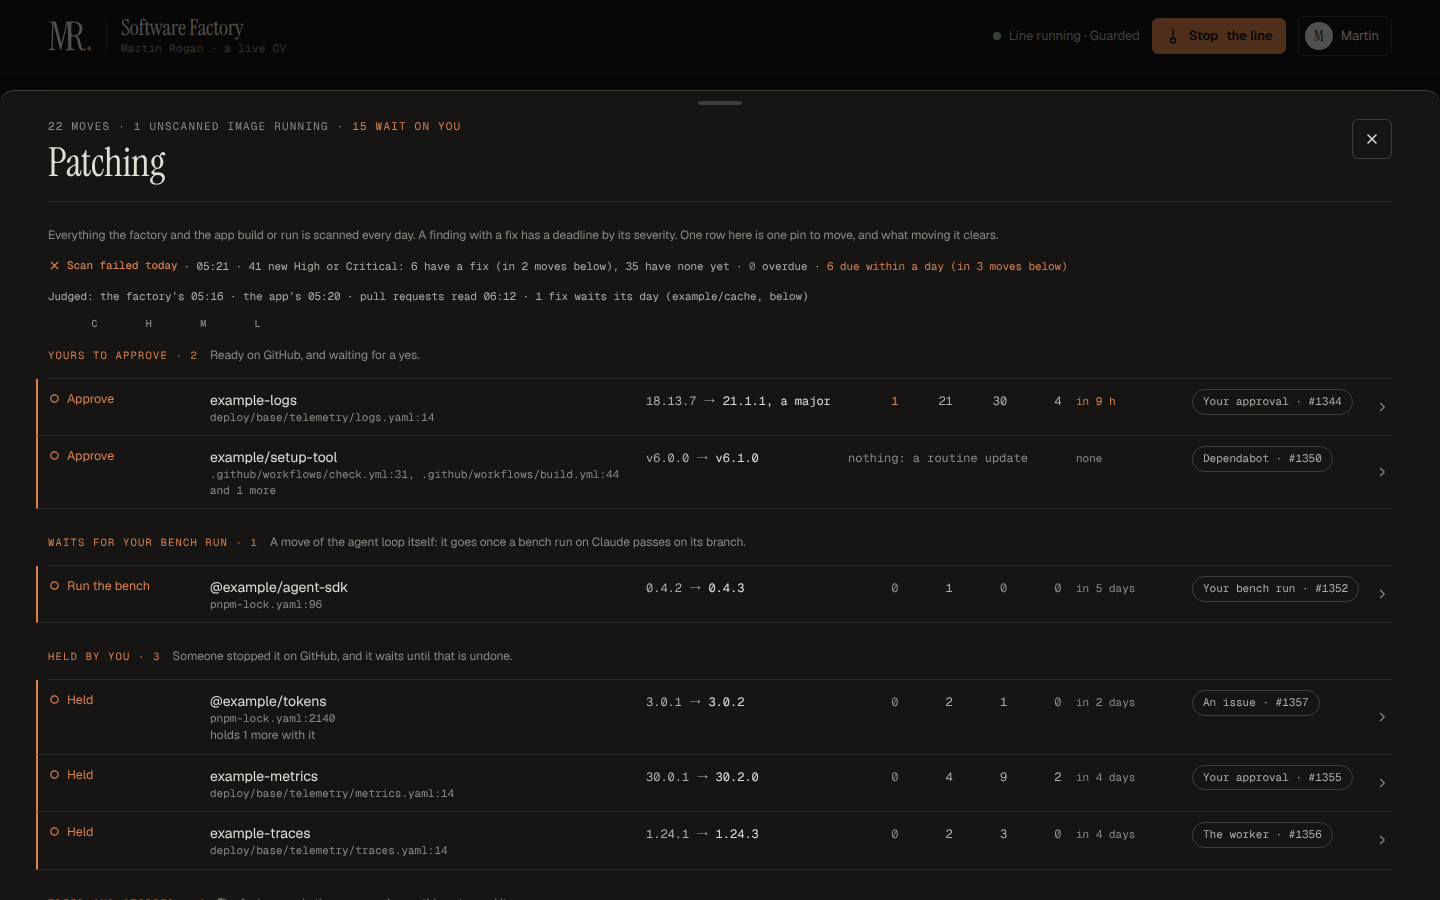 MR.
Software Factory
Martin Rogan · a live CV
Line running · Guarded
Stop the line
M
Martin
22 MOVES · 1 UNSCANNED IMAGE RUNNING · 15 WAIT ON YOU
Patching
Everything the factory and the app build or run is scanned every day. A finding with a fix has a deadline by its severity. One row here is one pin to move, and what moving it clears.
Scan failed today · 05:21 · 41 new High or Critical: 6 have a fix (in 2 moves below), 35 have none yet · 0 overdue · 6 due within a day (in 3 moves below)
Judged: the factory's 05:16 · the app's 05:20 · pull requests read 06:12 · 1 fix waits its day (example/cache, below)
C H M L
YOURS TO APPROVE · 2 Ready on GitHub, and waiting for a yes.
Approve example-logs 18.13.7 → 21.1.1, a major 1 21 30 4 in 9 h Your approval · #1344
deploy/base/telemetry/logs.yaml:14
Approve example/setup-tool v6.0.0 → v6.1.0 nothing: a routine update none Dependabot · #1350
.github/workflows/check.yml:31, .github/workflows/build.yml:44
and 1 more
WAITS FOR YOUR BENCH RUN · 1 A move of the agent loop itself: it goes once a bench run on Claude passes on its branch.
Run the bench @example/agent-sdk 0.4.2 → 0.4.3 0 1 0 0 in 5 days Your bench run · #1352
pnpm-lock.yaml:96
HELD BY YOU · 3 Someone stopped it on GitHub, and it waits until that is undone.
Held @example/tokens 3.0.1 → 3.0.2 0 2 1 0 in 2 days An issue · #1357
pnpm-lock.yaml:2140
holds 1 more with it
Held example-metrics 30.0.1 → 30.2.0 0 4 9 2 in 4 days Your approval · #1355
deploy/base/telemetry/metrics.yaml:14
Held example-traces 1.24.1 → 1.24.3 0 2 3 0 in 4 days The worker · #1356
deploy/base/telemetry/traces.yaml:14